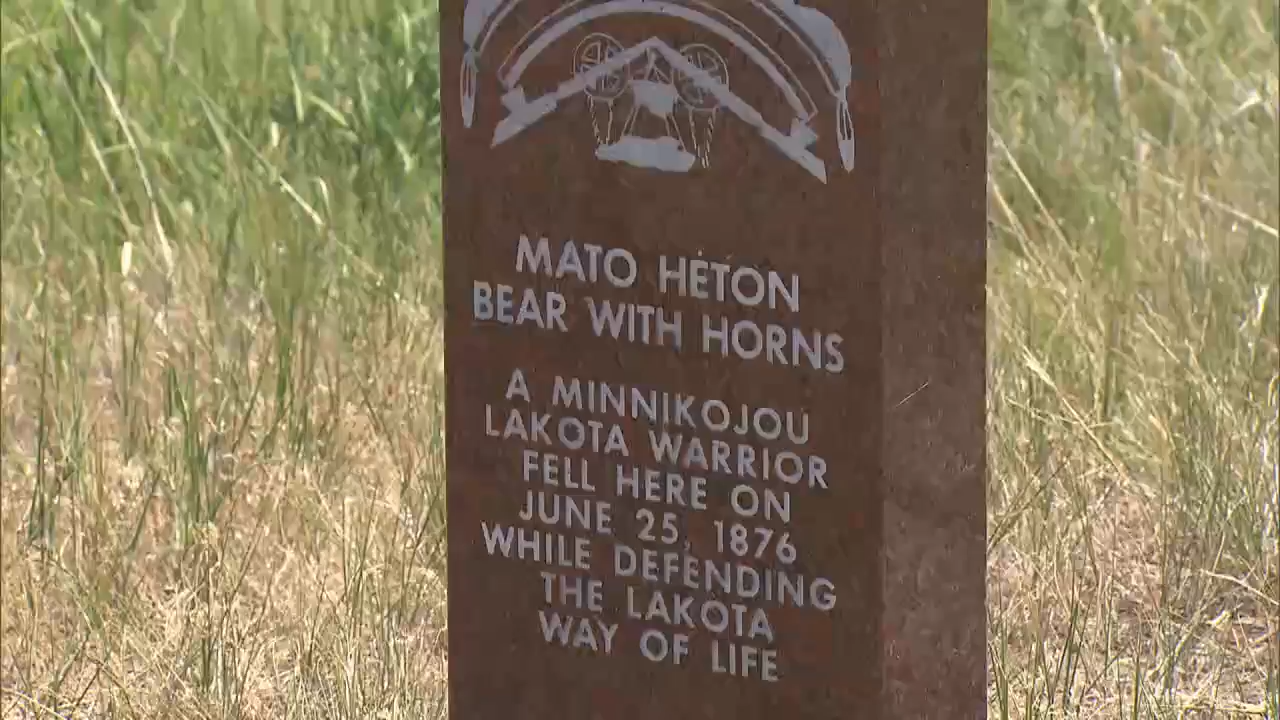 MATO HETON
BEAR WITH HORNS
A MINNIKOJOU
LAKOTA WARRIOR
FELL HERE ON
JUNE 25, 1876
WHILE DEFENDING
THE LAKOTA
WAY OF LIFE